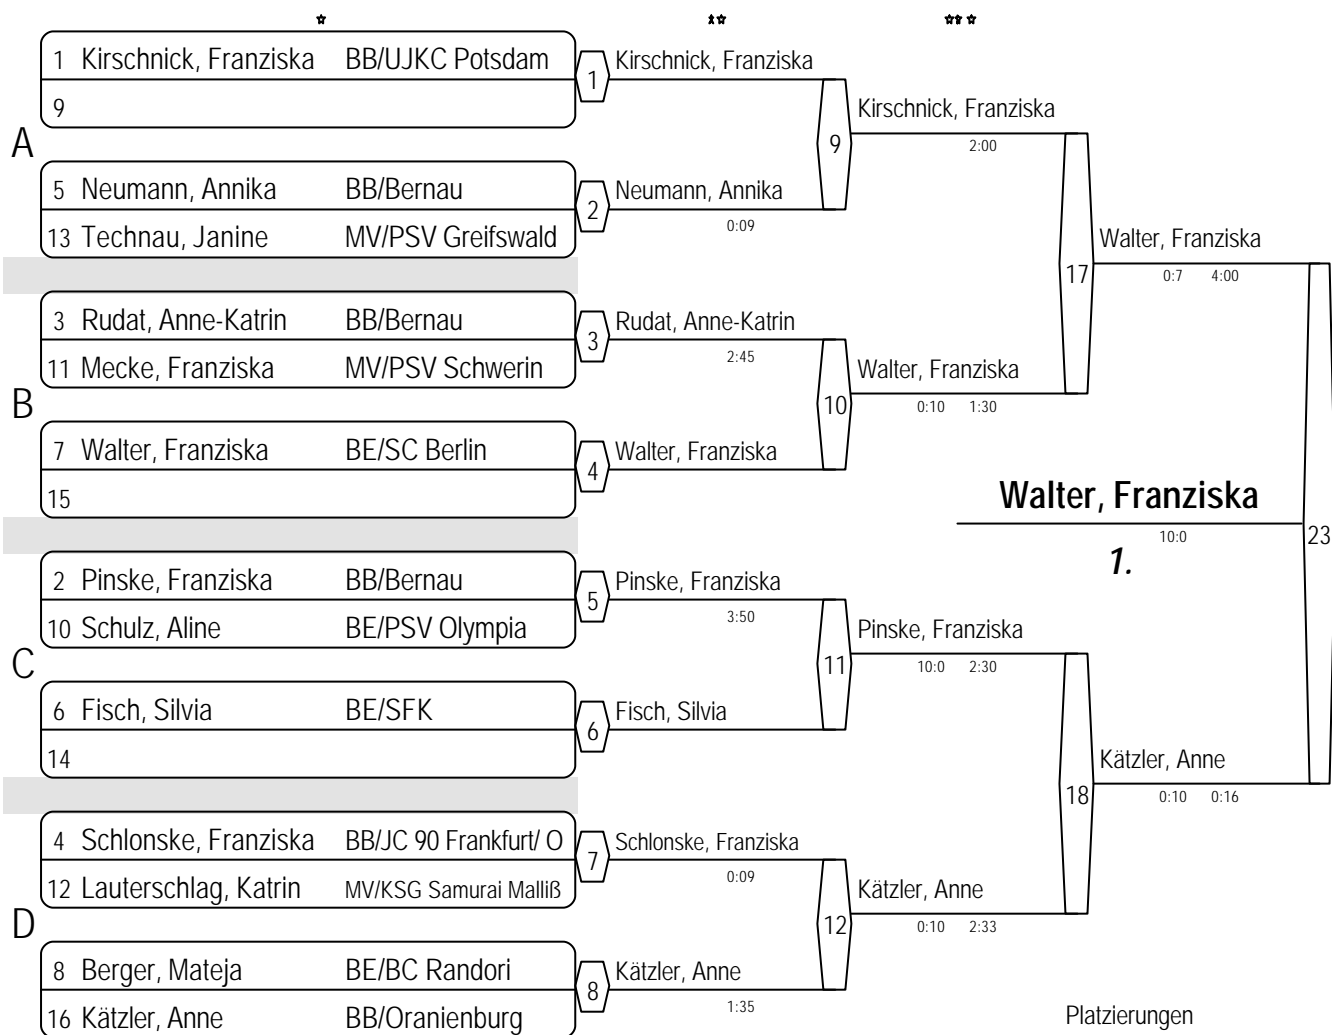 1 Kirschnick, Franziska BB/UJKC Potsdam
9
A
5 Neumann, Annika BB/Bernau
13 Technau, Janine MV/PSV Greifswald
3 Rudat, Anne-Katrin BB/Bernau
11 Mecke, Franziska MV/PSV Schwerin
B
7 Walter, Franziska BE/SC Berlin
15
2 Pinske, Franziska BB/Bernau
10 Schulz, Aline BE/PSV Olympia
C
6 Fisch, Silvia BE/SFK
14
4 Schlonske, Franziska BB/JC 90 Frankfurt/ O
12 Lauterschlag, Katrin MV/KSG Samurai Malliß
D
8 Berger, Mateja BE/BC Randori
16 Kätzler, Anne BB/Oranienburg
1 Kirschnick, Franziska
2 Neumann, Annika
0:09
3 Rudat, Anne-Katrin
2:45
4 Walter, Franziska
5 Pinske, Franziska
3:50
6 Fisch, Silvia
7 Schlonske, Franziska
0:09
8 Kätzler, Anne
1:35
9 Kirschnick, Franziska
2:00
10 Walter, Franziska
0:10 1:30
11 Pinske, Franziska
10:0 2:30
12 Kätzler, Anne
0:10 2:33
17 Walter, Franziska
0:7 4:00
18 Kätzler, Anne
0:10 0:16
Walter, Franziska
10:0
23
1.
Platzierungen